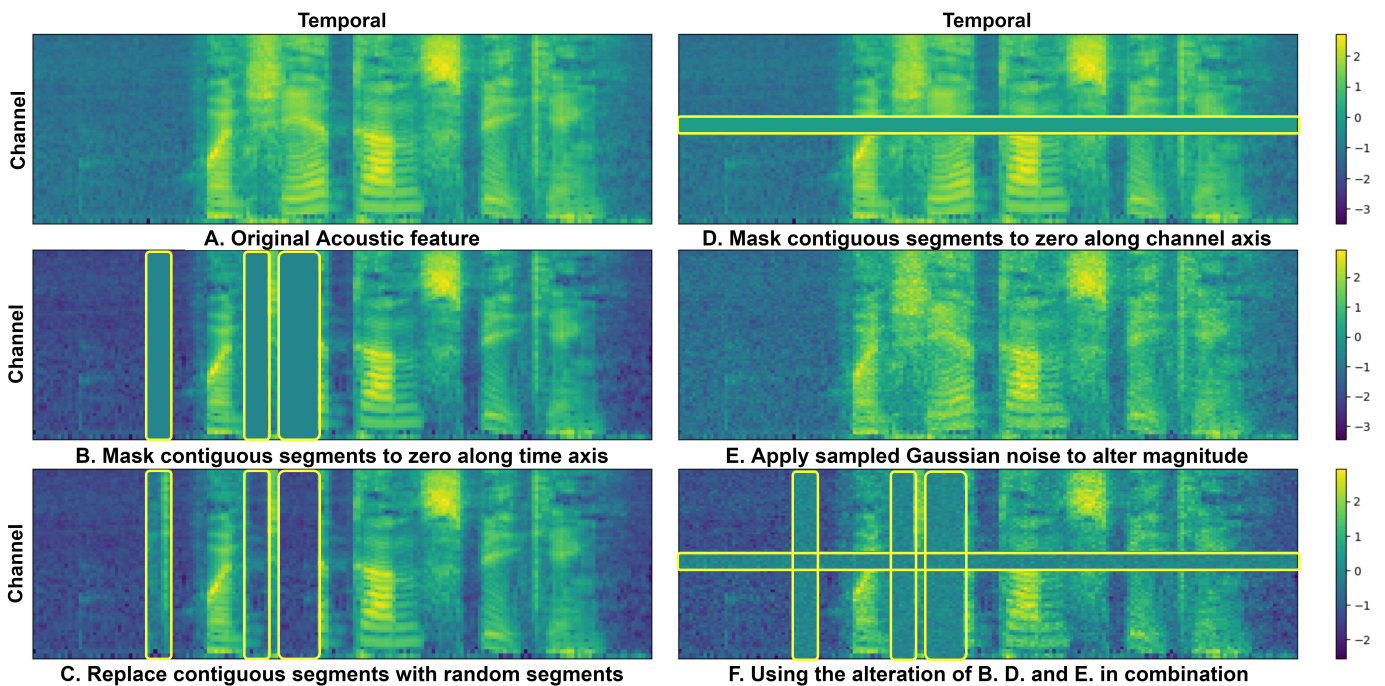 Temporal
Temporal
Channel
2
1
0
−1
−2
−3
A. Original Acoustic feature
D. Mask contiguous segments to zero along channel axis
Channel
2
1
0
−1
−2
−3
B. Mask contiguous segments to zero along time axis
E. Apply sampled Gaussian noise to alter magnitude
Channel
2
1
0
−1
−2
C. Replace contiguous segments with random segments
F. Using the alteration of B. D. and E. in combination